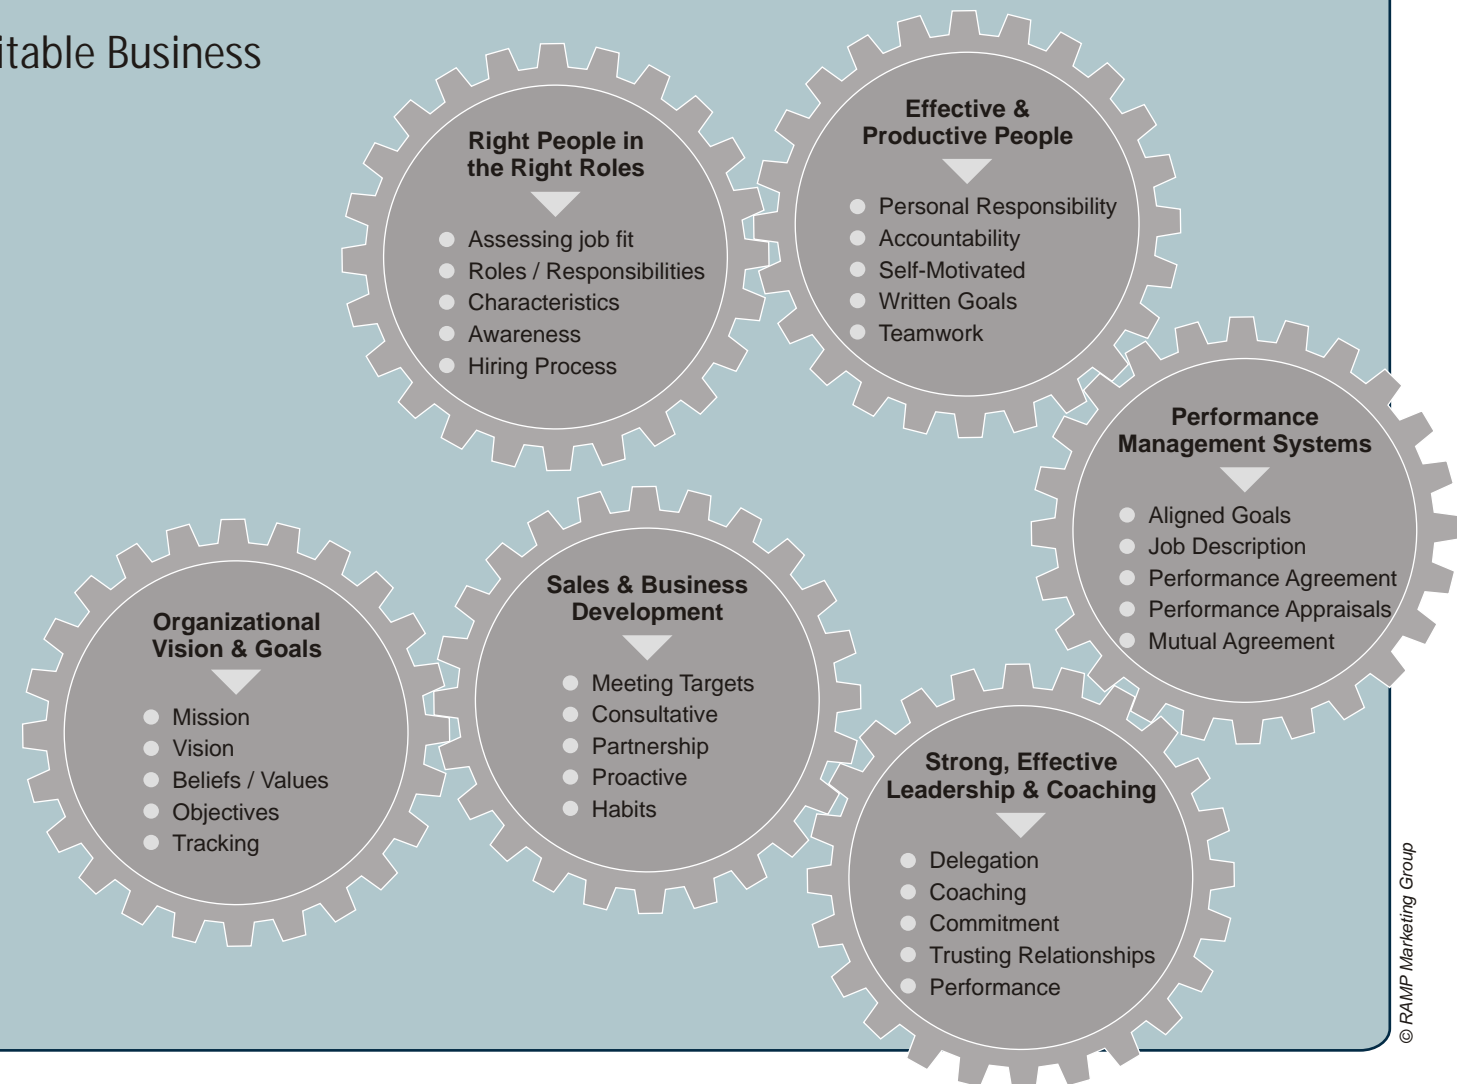 itable Business
Right People in
the Right Roles
Assessing job fit
Roles / Responsibilities
Characteristics
Awareness
Hiring Process
Effective &
Productive People
Personal Responsibility
Accountability
Self-Motivated
Written Goals
Teamwork
Performance
Management Systems
Aligned Goals
Job Description
Performance Agreement
Performance Appraisals
Mutual Agreement
Organizational
Vision & Goals
Mission
Vision
Beliefs / Values
Objectives
Tracking
Sales & Business
Development
Meeting Targets
Consultative
Partnership
Proactive
Habits
Strong, Effective
Leadership & Coaching
Delegation
Coaching
Commitment
Trusting Relationships
Performance
© RAMP Marketing Group